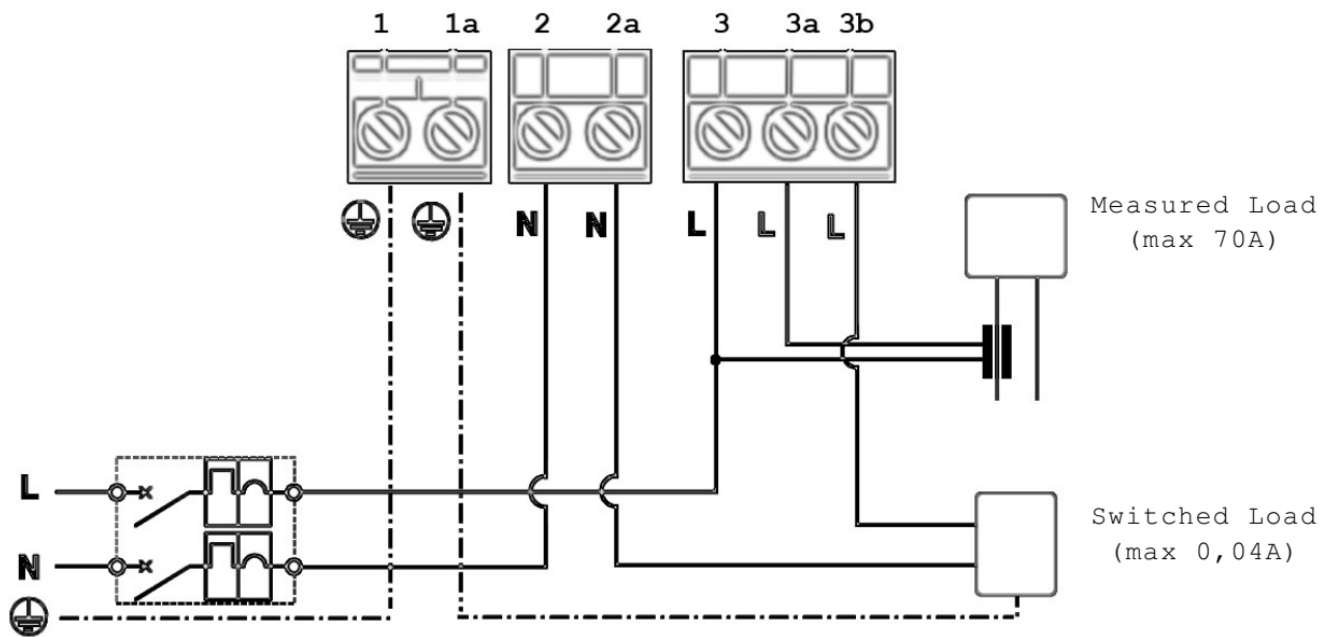 1 1a 2 2a 3 3a 3b
N N L L L
Measured Load
(max 70A)
L
Switched Load
(max 0,04A)
N